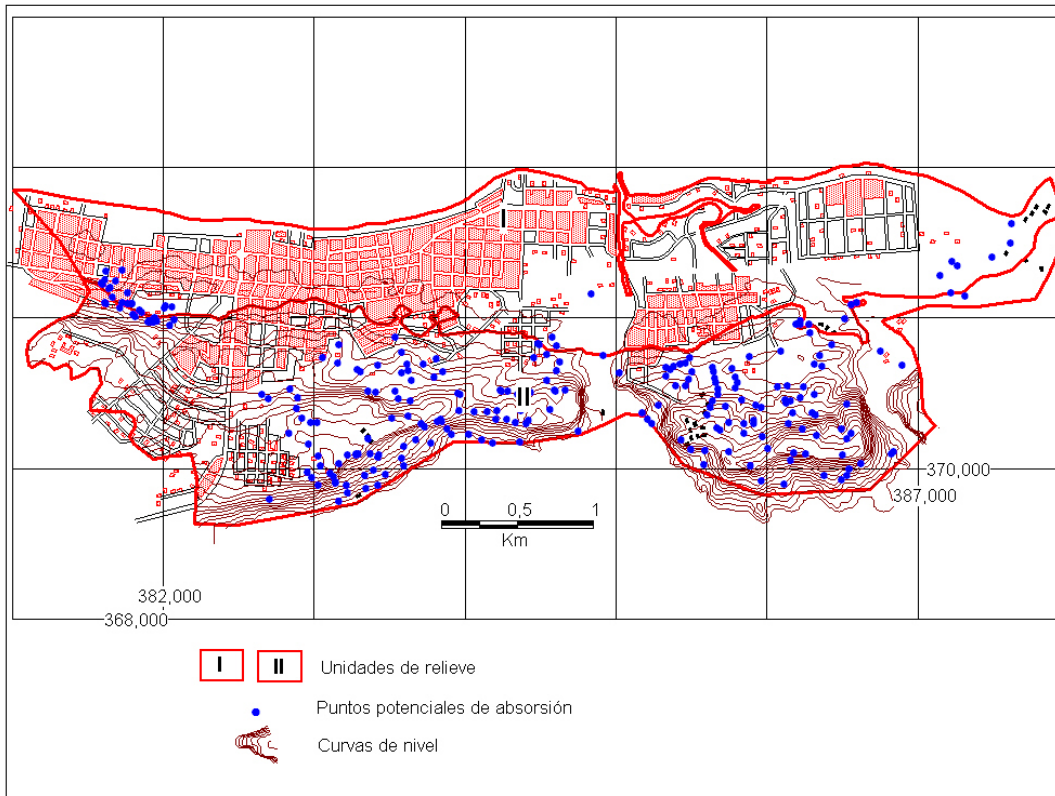 I
II
370,000
387,000
0 0,5 1
Km
382,000
368,000
I II Unidades de relieve
Puntos potenciales de absorción
Curvas de nivel